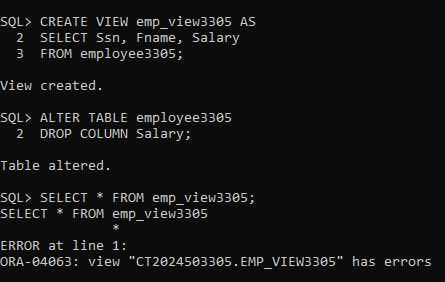 SQL> CREATE VIEW emp_view3305 AS
  2  SELECT Ssn, Fname, Salary
  3  FROM employee3305;
View created.
SQL> ALTER TABLE employee3305
  2  DROP COLUMN Salary;
Table altered.
SQL> SELECT * FROM emp_view3305;
SELECT * FROM emp_view3305
              *
ERROR at line 1:
ORA-04063: view "CT2024503305.EMP_VIEW3305" has errors